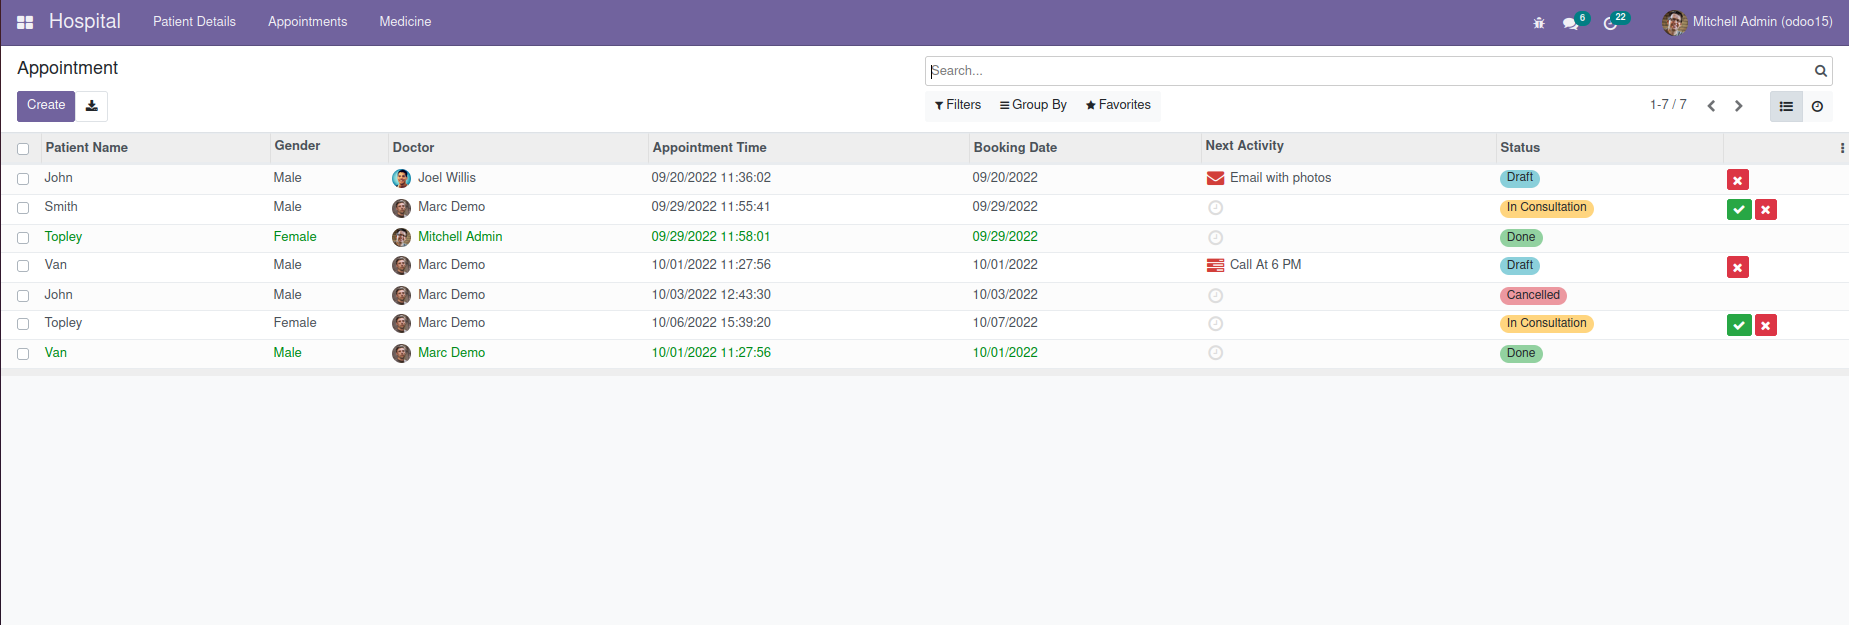 Hospital Patient Details Appointments Medicine 6 22 Mitchell Admin (odoo15)
Appointment Search...
Create Filters Group By Favorites 1-7 / 7
Patient Name Gender Doctor Appointment Time Booking Date Next Activity Status
John Male Joel Willis 09/20/2022 11:36:02 09/20/2022 Email with photos Draft
Smith Male Marc Demo 09/29/2022 11:55:41 09/29/2022 In Consultation
Topley Female Mitchell Admin 09/29/2022 11:58:01 09/29/2022 Done
Van Male Marc Demo 10/01/2022 11:27:56 10/01/2022 Call At 6 PM Draft
John Male Marc Demo 10/03/2022 12:43:30 10/03/2022 Cancelled
Topley Female Marc Demo 10/06/2022 15:39:20 10/07/2022 In Consultation
Van Male Marc Demo 10/01/2022 11:27:56 10/01/2022 Done